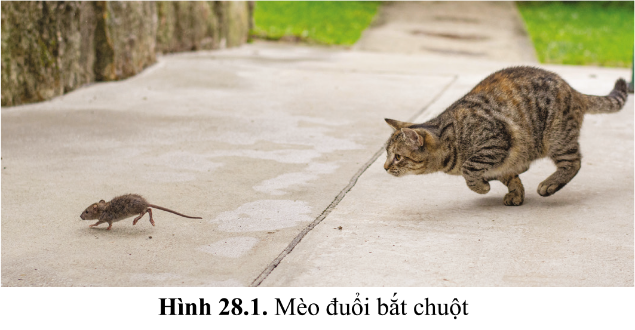 Hình 28.1. Mèo đuổi bắt chuột